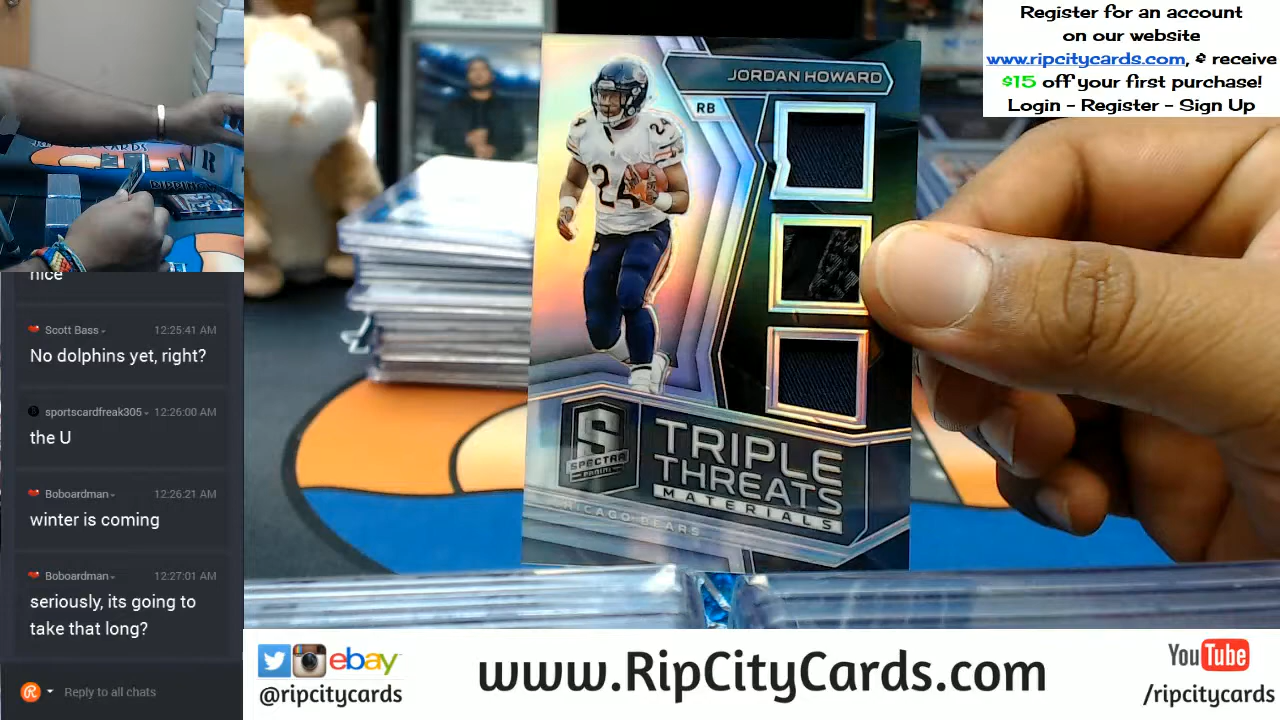 Register for an account
on our website
www.ripcitycards.com, & receive
$15 off your first purchase!
Login - Register - Sign Up
nice
Scott Bass 12:25:41 AM
No dolphins yet, right?
sportscardfreak305 12:26:00 AM
the U
Boboardman 12:26:21 AM
winter is coming
Boboardman 12:27:01 AM
seriously, its going to
take that long?
Reply to all chats
JORDAN HOWARD
RB
24
24
S
SPECTRA
PANINI
TRIPLE
THREATS
MATERIALS
CHICAGO BEARS
ebay
@ripcitycards
www.RipCityCards.com
YouTube
/ripcitycards